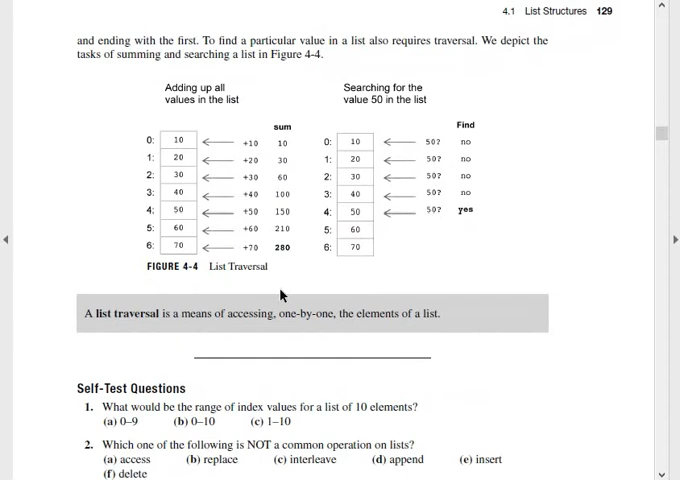 4.1 List Structures 129
and ending with the first. To find a particular value in a list also requires traversal. We depict the
tasks of summing and searching a list in Figure 4-4.
Adding up all
values in the list
sum
0: 10 +10 10
1: 20 +20 30
2: 30 +30 60
3: 40 +40 100
4: 50 +50 150
5: 60 +60 210
6: 70 +70 280
Searching for the
value 50 in the list
Find
0: 10 50? no
1: 20 50? no
2: 30 50? no
3: 40 50? no
4: 50 50? yes
5: 60
6: 70
FIGURE 4-4 List Traversal
A list traversal is a means of accessing, one-by-one, the elements of a list.
Self-Test Questions
1. What would be the range of index values for a list of 10 elements?
(a) 0–9 (b) 0–10 (c) 1–10
2. Which one of the following is NOT a common operation on lists?
(a) access (b) replace (c) interleave (d) append (e) insert
(f) delete